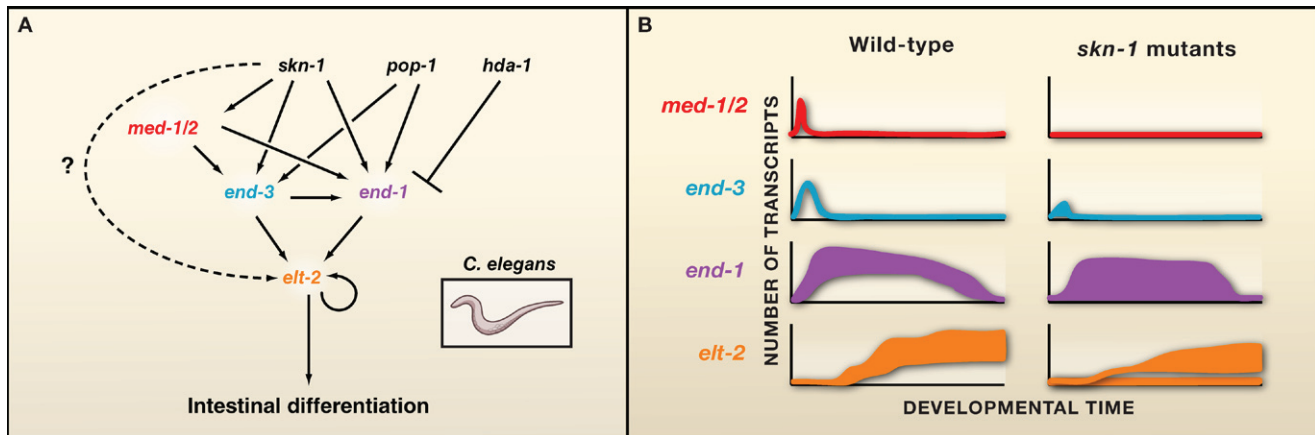 A
skn-1 pop-1 hda-1
med-1/2
?
end-3 end-1
elt-2
C. elegans
Intestinal differentiation
B
Wild-type skn-1 mutants
NUMBER OF TRANSCRIPTS
med-1/2
end-3
end-1
elt-2
DEVELOPMENTAL TIME